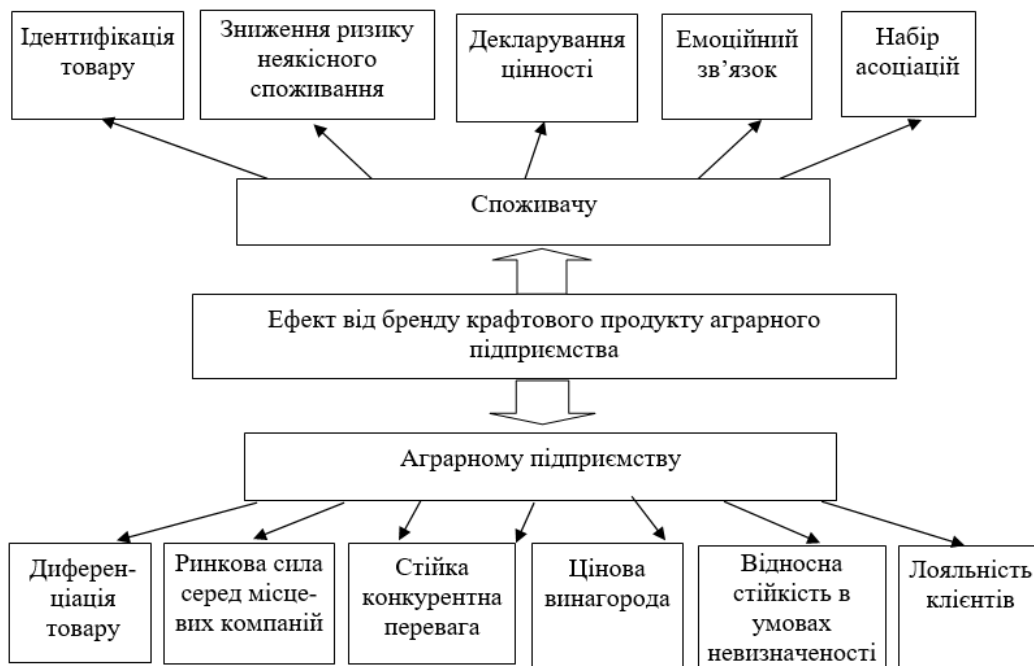 Ідентифікація
товару
Зниження ризику
неякісного
споживання
Декларування
цінності
Емоційний
зв’язок
Набір
асоціацій
Споживачу
Ефект від бренду крафтового продукту аграрного
підприємства
Аграрному підприємству
Диферен-
ціація
товару
Ринкова сила
серед місце-
вих компаній
Стійка
конкурентна
перевага
Цінова
винагорода
Відносна
стійкість в
умовах
невизначеності
Лояльність
клієнтів